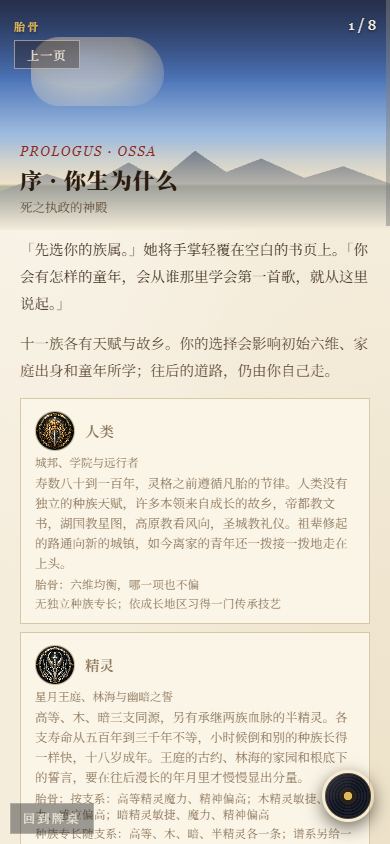 胎骨
1 / 8
上一页
PROLOGUS · OSSA
序 · 你生为什么
死之执政的神殿
「先选你的族属。」她将手掌轻覆在空白的书页上。「你
会有怎样的童年，会从谁那里学会第一首歌，就从这里
说起。」
十一族各有天赋与故乡。你的选择会影响初始六维、家
庭出身和童年所学；往后的道路，仍由你自己走。
人类
城邦、学院与远行者
寿数八十到一百年，灵格之前遵循凡胎的节律。人类没有
独立的种族天赋，许多本领来自成长的故乡，帝都教文
书，湖国教星图，高原教看风向，圣城教礼仪。祖辈修起
的路通向新的城镇，如今离家的青年还一拨接一拨地走在
上头。
胎骨：六维均衡，哪一项也不偏
无独立种族专长；依成长地区习得一门传承技艺
精灵
星月王庭、林海与幽暗之誓
高等、木、暗三支同源，另有承继两族血脉的半精灵。各
支寿命从五百年到三千年不等，小时候倒和别的种族长得
一样快，十八岁成年。王庭的古约、林海的家园和根底下
的誓言，要在往后漫长的年月里才慢慢显出分量。
胎骨：按支系：高等精灵魔力、精神偏高；木精灵敏捷、
偏高；暗精灵魔力、敏捷偏高
种族专长随支系：高等、木、暗、半精灵各一条；谱系另给一
回到牌桌